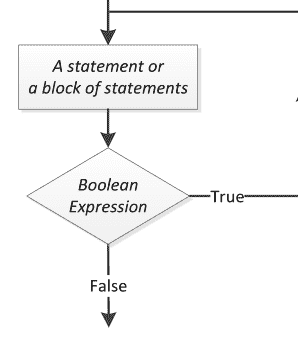 A statement or
a block of statements
Boolean
Expression
True
False